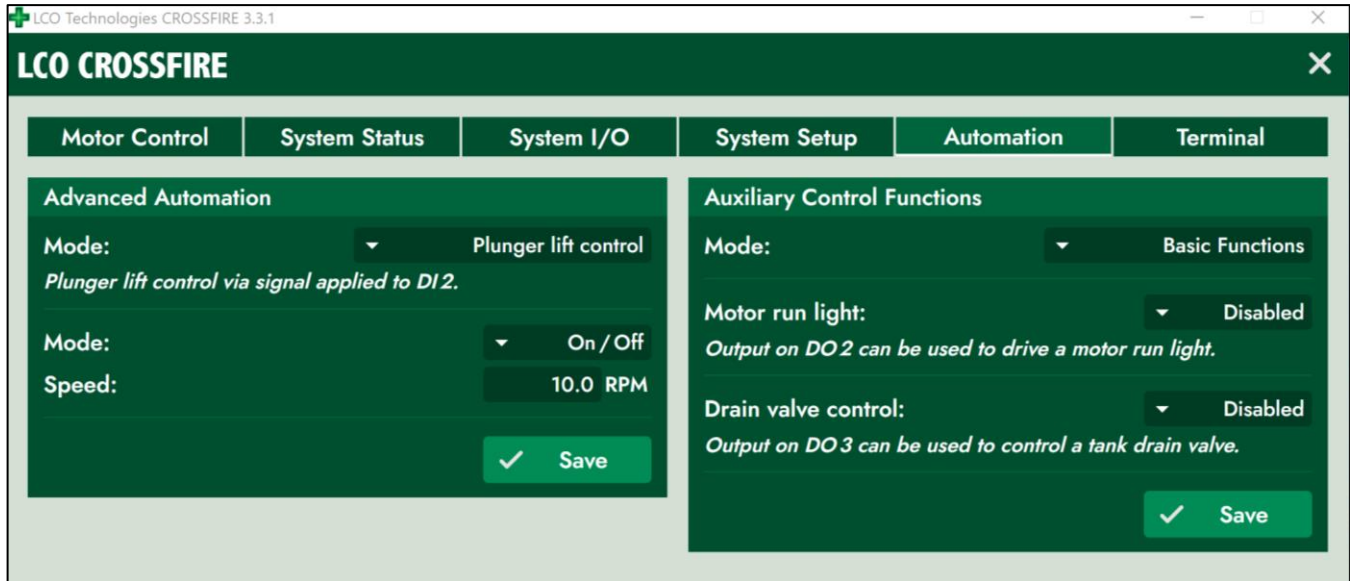 LCO Technologies CROSSFIRE 3.3.1
LCO CROSSFIRE
Motor Control
System Status
System I/O
System Setup
Automation
Terminal
Advanced Automation
Mode: Plunger lift control
Plunger lift control via signal applied to DI 2.
Mode: On / Off
Speed: 10.0 RPM
Save
Auxiliary Control Functions
Mode: Basic Functions
Motor run light: Disabled
Output on DO 2 can be used to drive a motor run light.
Drain valve control: Disabled
Output on DO 3 can be used to control a tank drain valve.
Save